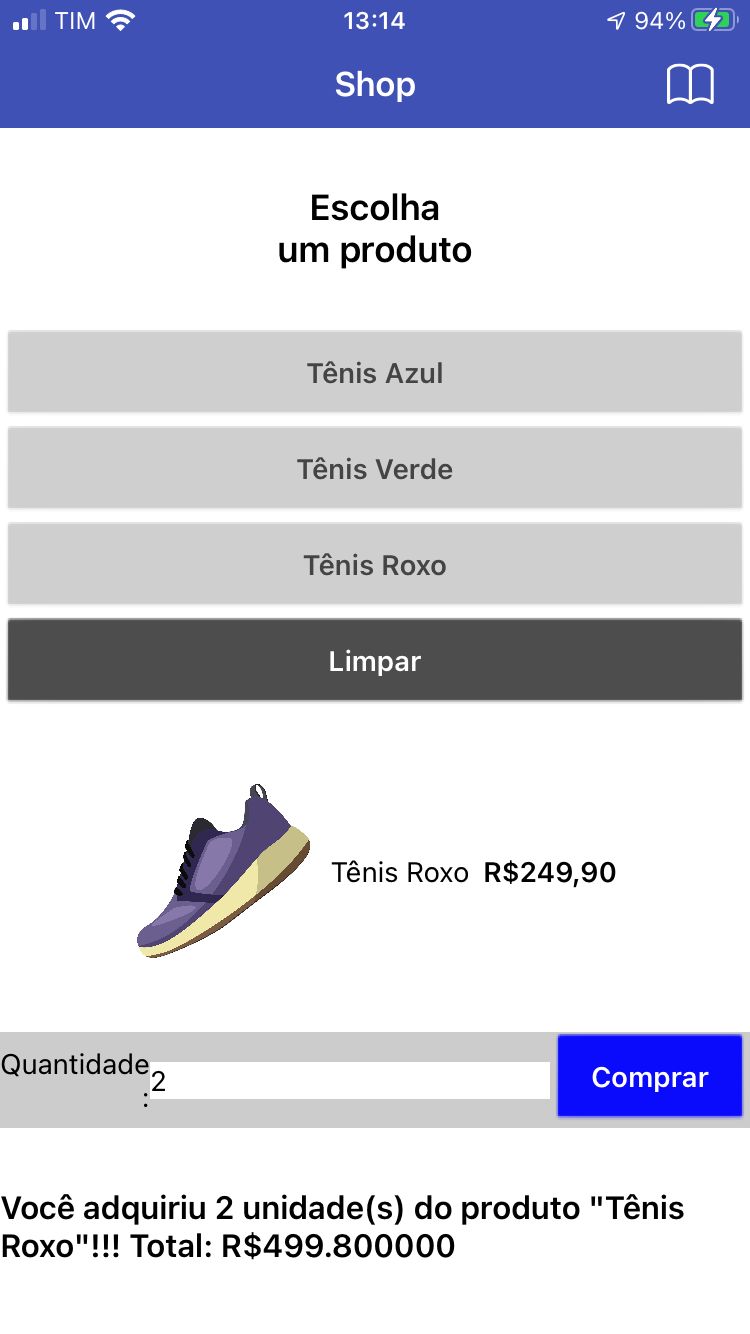 TIM 13:14 94%
Shop
Escolha
um produto
Tênis Azul
Tênis Verde
Tênis Roxo
Limpar
Tênis Roxo R$249,90
Quantidade
:
2
Comprar
Você adquiriu 2 unidade(s) do produto "Tênis
Roxo"!!! Total: R$499.800000